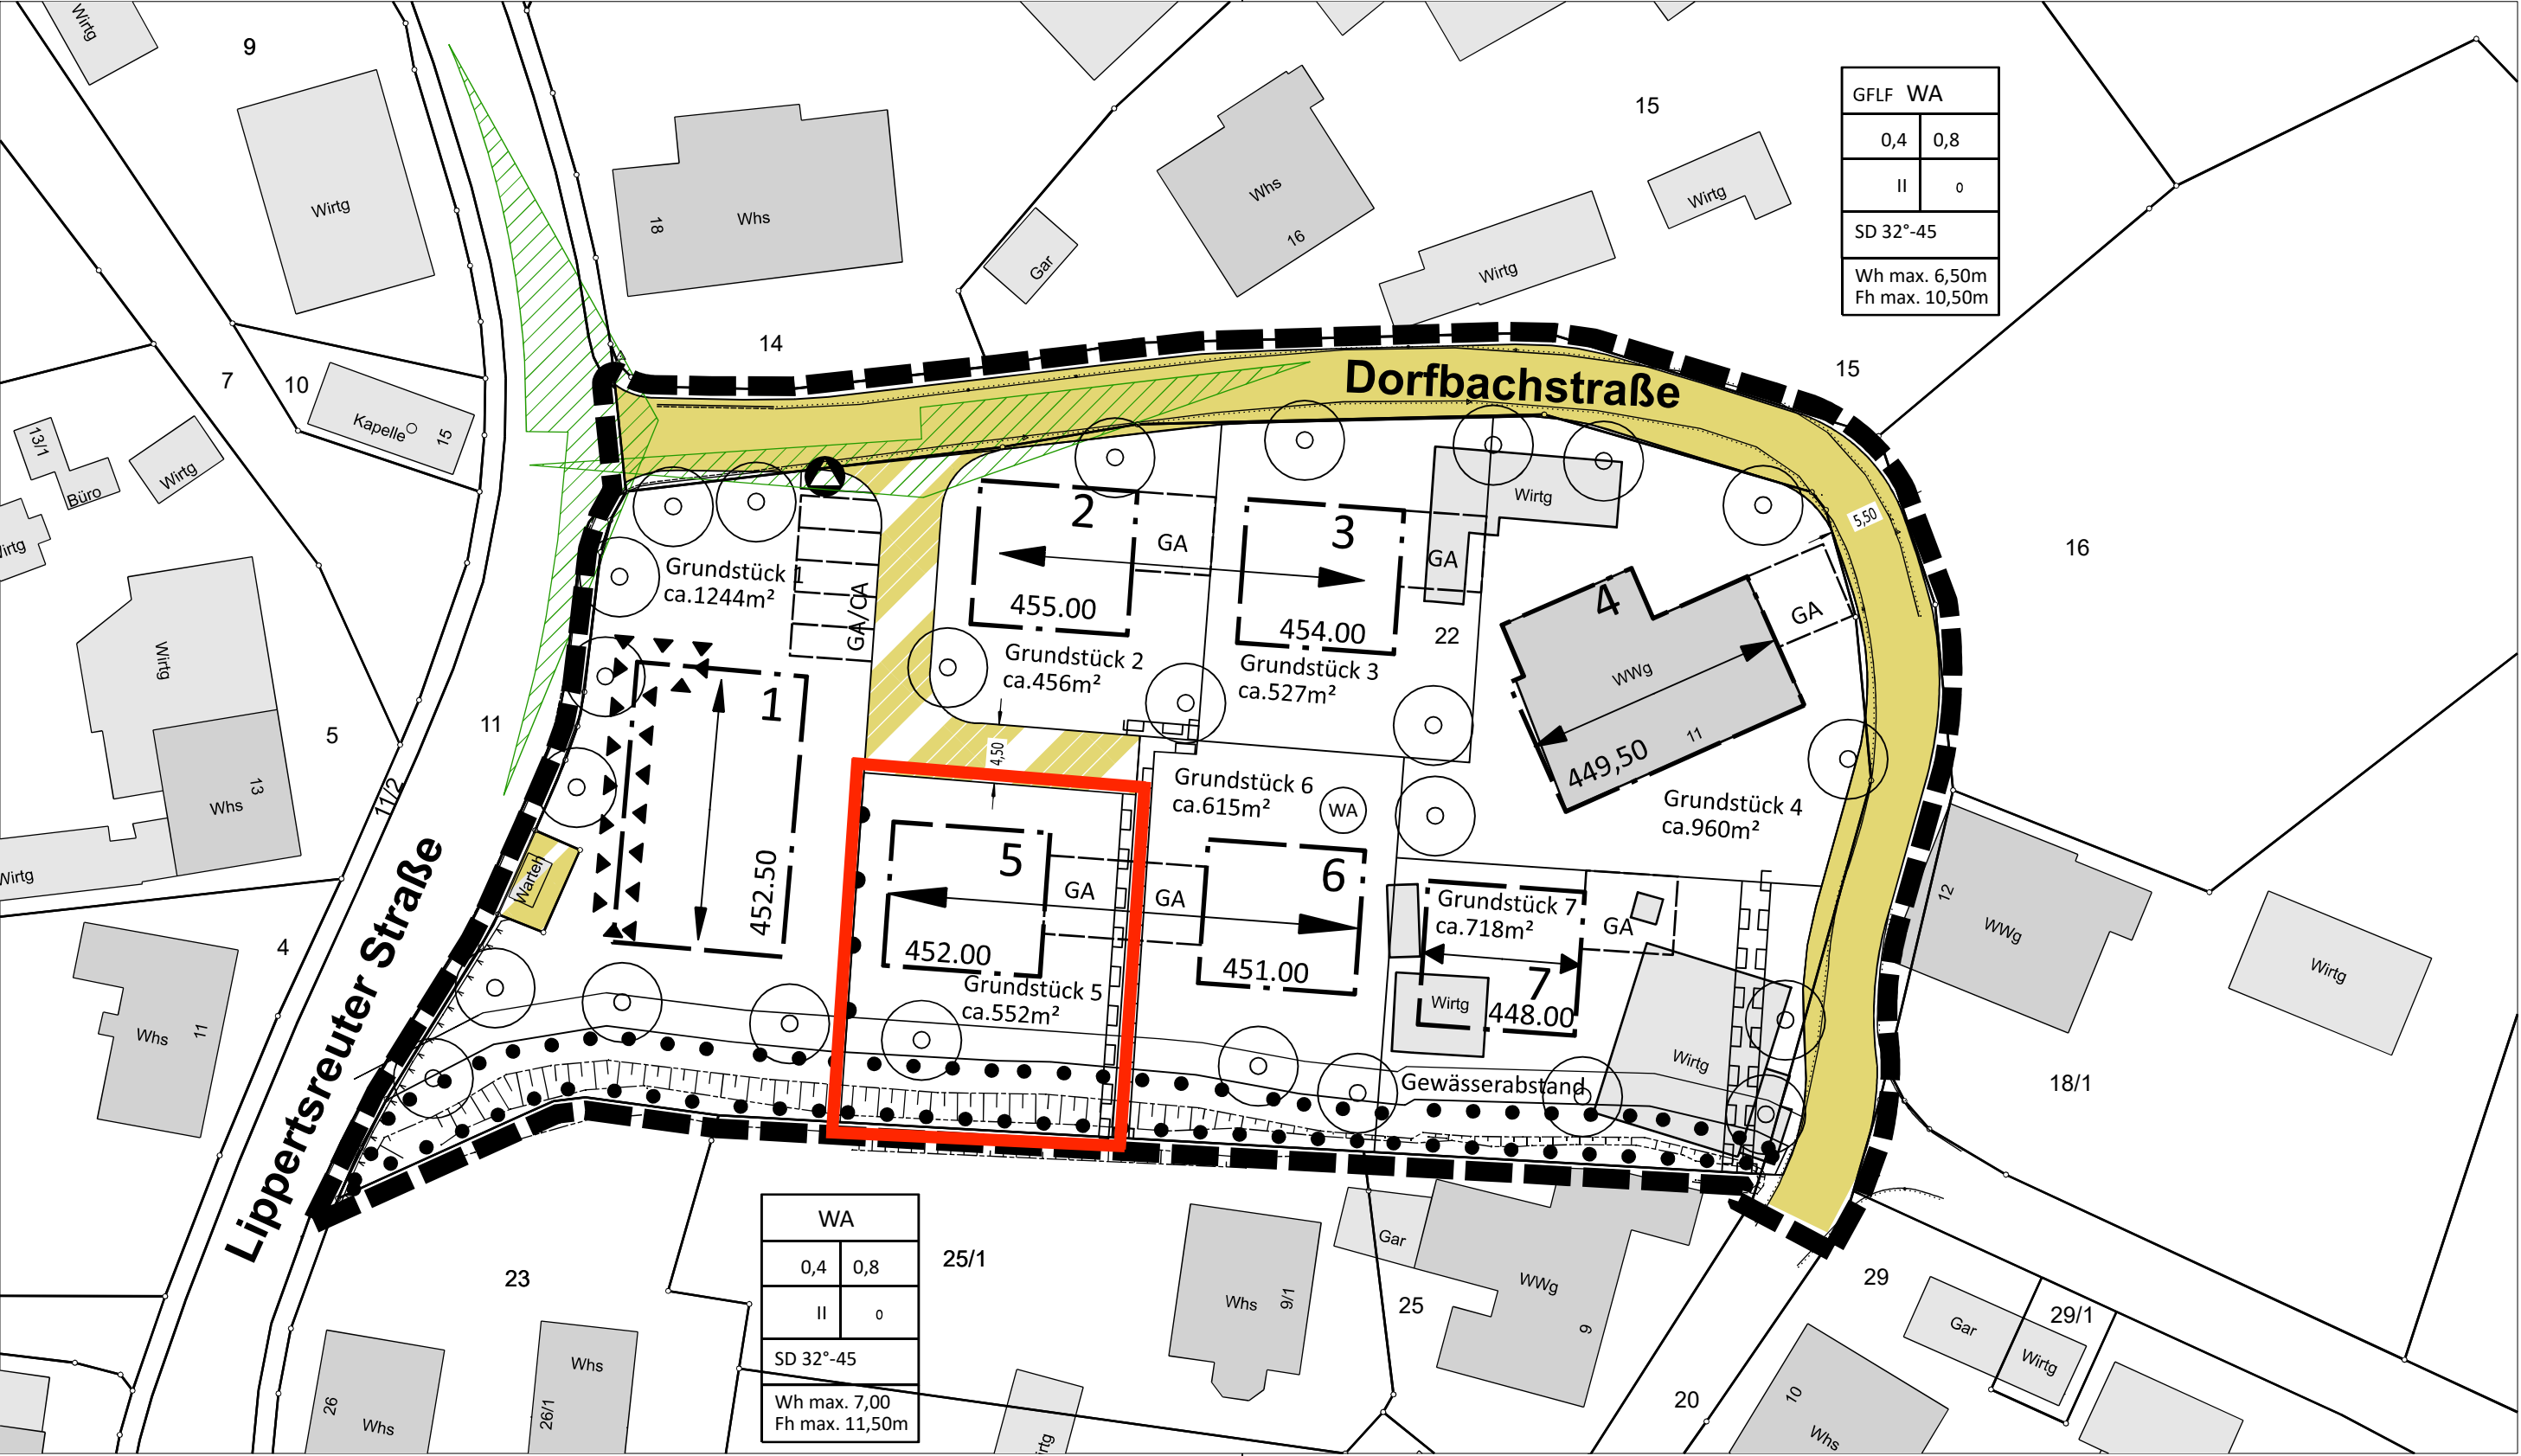 Wirtg
9
Wirtg
18
Whs
14
Gar
Whs
16
Wirtg
Wirtg
15
GFLF WA
0,4 0,8
II 0
SD 32°-45
Wh max. 6,50m
Fh max. 10,50m
15
16
7
10
Kapelle
15
13/1
Büro
Wirtg
Wirtg
13
Whs
5
11
11/2
4
Whs
11
Lippertsreuter Straße
Dorfbachstraße
5,50
Grundstück 1
ca.1244m²
GA/CA
1
452.50
2
455.00
GA
Grundstück 2
ca.456m²
3
454.00
GA
Wirtg
22
Grundstück 3
ca.527m²
4
WWg
449,50
11
GA
Grundstück 4
ca.960m²
4,50
5
452.00
GA
Grundstück 5
ca.552m²
Grundstück 6
ca.615m²
WA
GA
6
451.00
Grundstück 7
ca.718m²
GA
7
448.00
Wirtg
Wirtg
Gewässerabstand
12
WWg
Wirtg
18/1
WA
0,4 0,8
II 0
SD 32°-45
Wh max. 7,00
Fh max. 11,50m
23
25/1
Whs
9/1
Gar
WWg
9
25
26
Whs
26/1
Whs
20
29
29/1
Gar
Wirtg
10
Whs